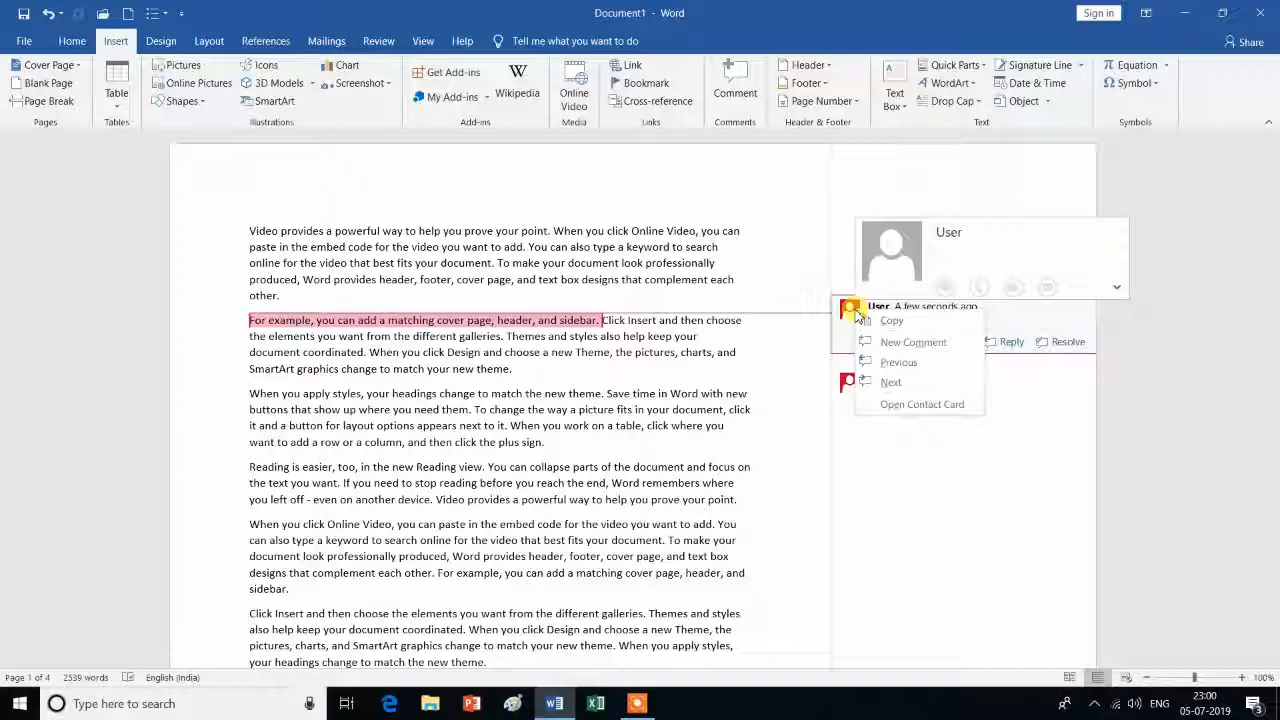 Document1 - Word
Sign in
File Home Insert Design Layout References Mailings Review View Help Tell me what you want to do Share
Cover Page
Blank Page
Page Break
Pages
Table
Tables
Pictures
Online Pictures
Shapes
Icons
3D Models
SmartArt
Chart
Screenshot
Illustrations
Get Add-ins
My Add-ins
Wikipedia
Add-ins
Online
Video
Media
Link
Bookmark
Cross-reference
Links
Comment
Comments
Header
Footer
Page Number
Header & Footer
Text
Box
Quick Parts
WordArt
Drop Cap
Signature Line
Date & Time
Object
Text
Equation
Symbol
Symbols
Video provides a powerful way to help you prove your point. When you click Online Video, you can
paste in the embed code for the video you want to add. You can also type a keyword to search
online for the video that best fits your document. To make your document look professionally
produced, Word provides header, footer, cover page, and text box designs that complement each
other.
For example, you can add a matching cover page, header, and sidebar. Click Insert and then choose
the elements you want from the different galleries. Themes and styles also help keep your
document coordinated. When you click Design and choose a new Theme, the pictures, charts, and
SmartArt graphics change to match your new theme.
When you apply styles, your headings change to match the new theme. Save time in Word with new
buttons that show up where you need them. To change the way a picture fits in your document, click
it and a button for layout options appears next to it. When you work on a table, click where you
want to add a row or a column, and then click the plus sign.
Reading is easier, too, in the new Reading view. You can collapse parts of the document and focus on
the text you want. If you need to stop reading before you reach the end, Word remembers where
you left off - even on another device. Video provides a powerful way to help you prove your point.
When you click Online Video, you can paste in the embed code for the video you want to add. You
can also type a keyword to search online for the video that best fits your document. To make your
document look professionally produced, Word provides header, footer, cover page, and text box
designs that complement each other. For example, you can add a matching cover page, header, and
sidebar.
Click Insert and then choose the elements you want from the different galleries. Themes and styles
also help keep your document coordinated. When you click Design and choose a new Theme, the
pictures, charts, and SmartArt graphics change to match your new theme. When you apply styles,
your headings change to match the new theme.
User
User A few seconds ago
Copy
New Comment
Previous
Next
Open Contact Card
Reply Resolve
Page 1 of 4 2539 words English (India) 100%
Type here to search
ENG
23:00
05-07-2019
3